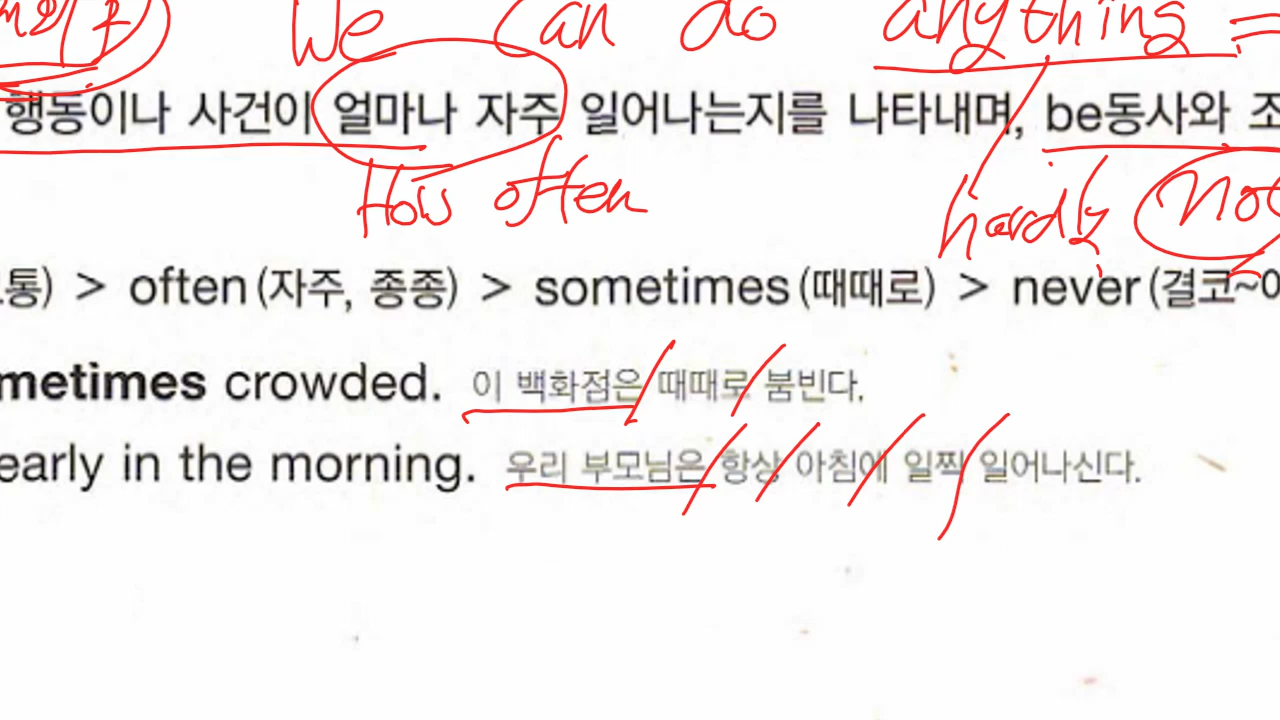 We can do anything =
행동이나 사건이 얼마나 자주 일어나는지를 나타내며, be동사와 조
How often hardly not
통) > often (자주, 종종) > sometimes (때때로) > never (결코~아
metimes crowded. 이 백화점은 때때로 붐빈다.
early in the morning. 우리 부모님은 항상 아침에 일찍 일어나신다.